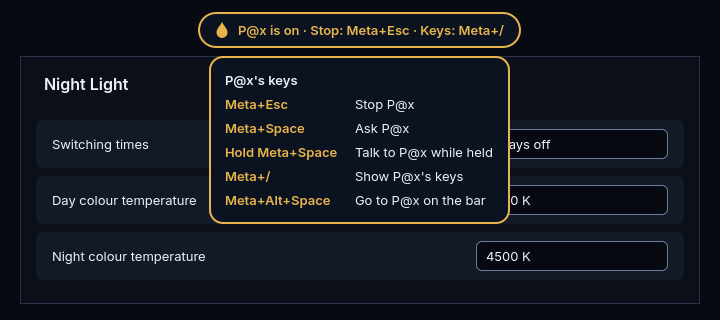 P@x is on · Stop: Meta+Esc · Keys: Meta+/
Night Light
P@x's keys
Meta+Esc Stop P@x
Meta+Space Ask P@x
Hold Meta+Space Talk to P@x while held
Meta+/ Show P@x's keys
Meta+Alt+Space Go to P@x on the bar
Switching times off
Day colour temperature K
Night colour temperature 4500 K